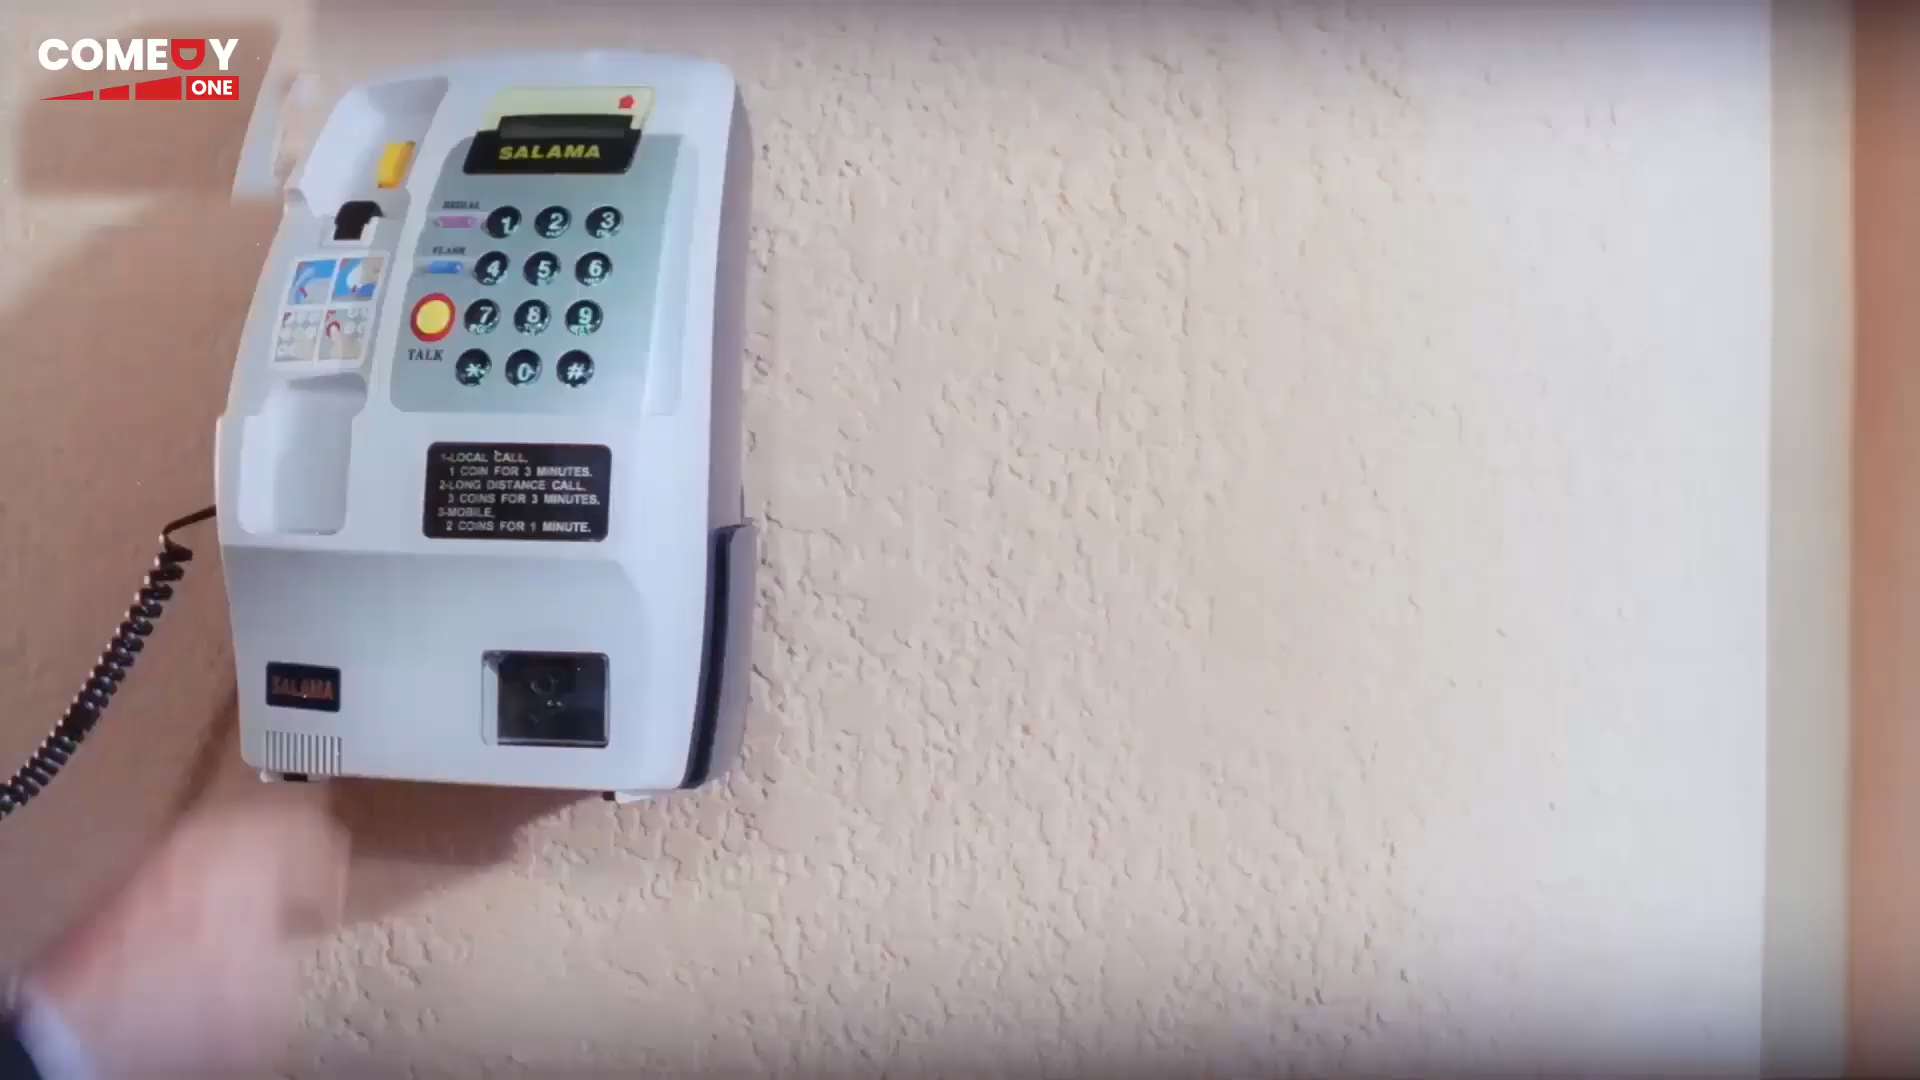 COMEDY
ONE
SALAMA
REDIAL
1 2 3
FLASH
4 5 6
7 8 9
TALK
* 0 #
1-LOCAL CALL,
1 COIN FOR 3 MINUTES.
2-LONG DISTANCE CALL,
3 COINS FOR 3 MINUTES.
3-MOBILE,
2 COINS FOR 1 MINUTE.
SALAMA